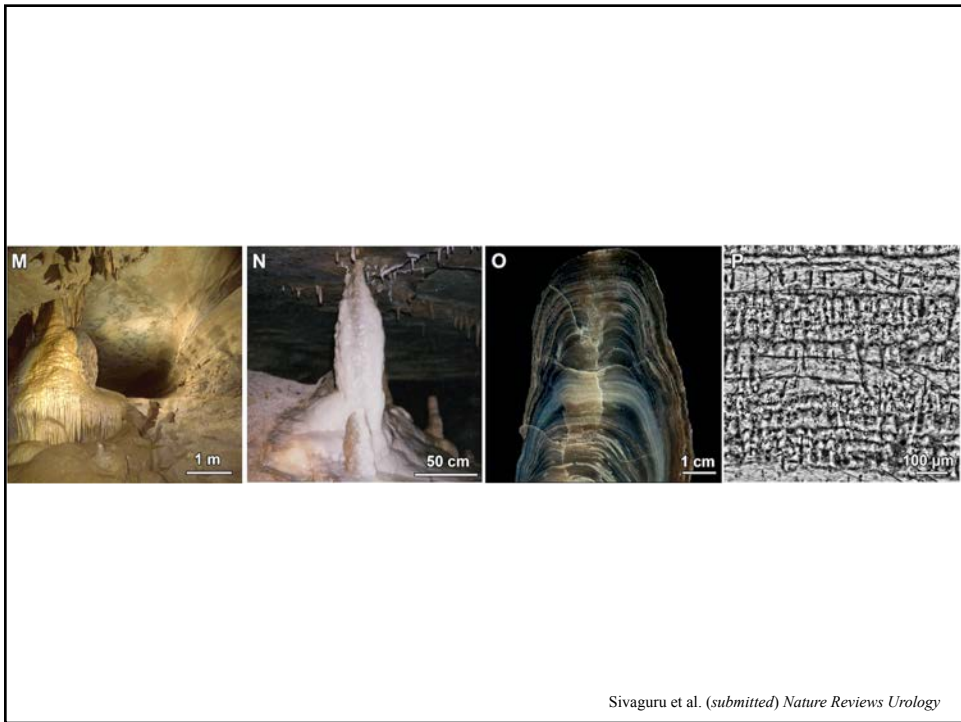 M
1 m
N
50 cm
O
1 cm
P
100 µm
Sivaguru et al. (submitted) Nature Reviews Urology